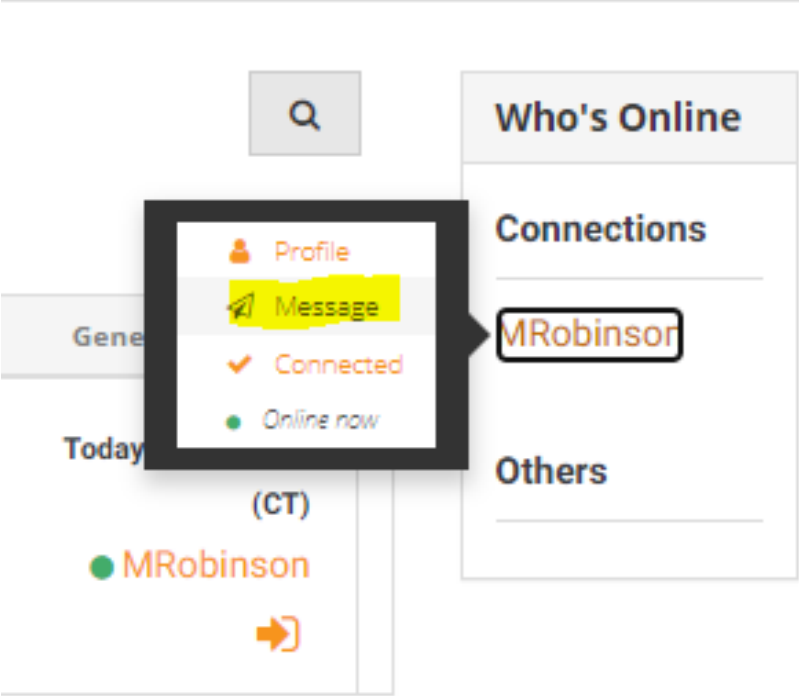 Who's Online
Connections
MRobinson
Others
Profile
Message
Connected
Online now
Gene
Today
(CT)
MRobinson